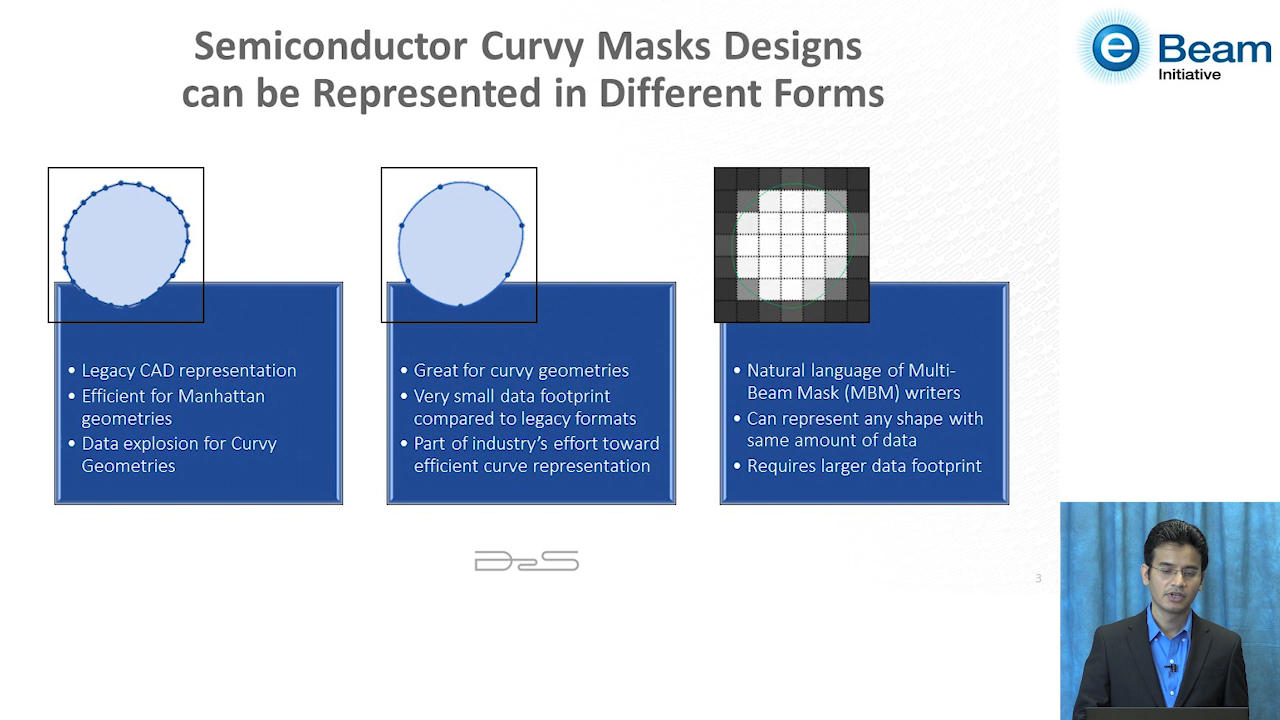 Semiconductor Curvy Masks Designs
can be Represented in Different Forms
e Beam
Initiative
• Legacy CAD representation
• Efficient for Manhattan
geometries
• Data explosion for Curvy
Geometries
• Great for curvy geometries
• Very small data footprint
compared to legacy formats
• Part of industry's effort toward
efficient curve representation
• Natural language of Multi-
Beam Mask (MBM) writers
• Can represent any shape with
same amount of data
• Requires larger data footprint
D2S
3